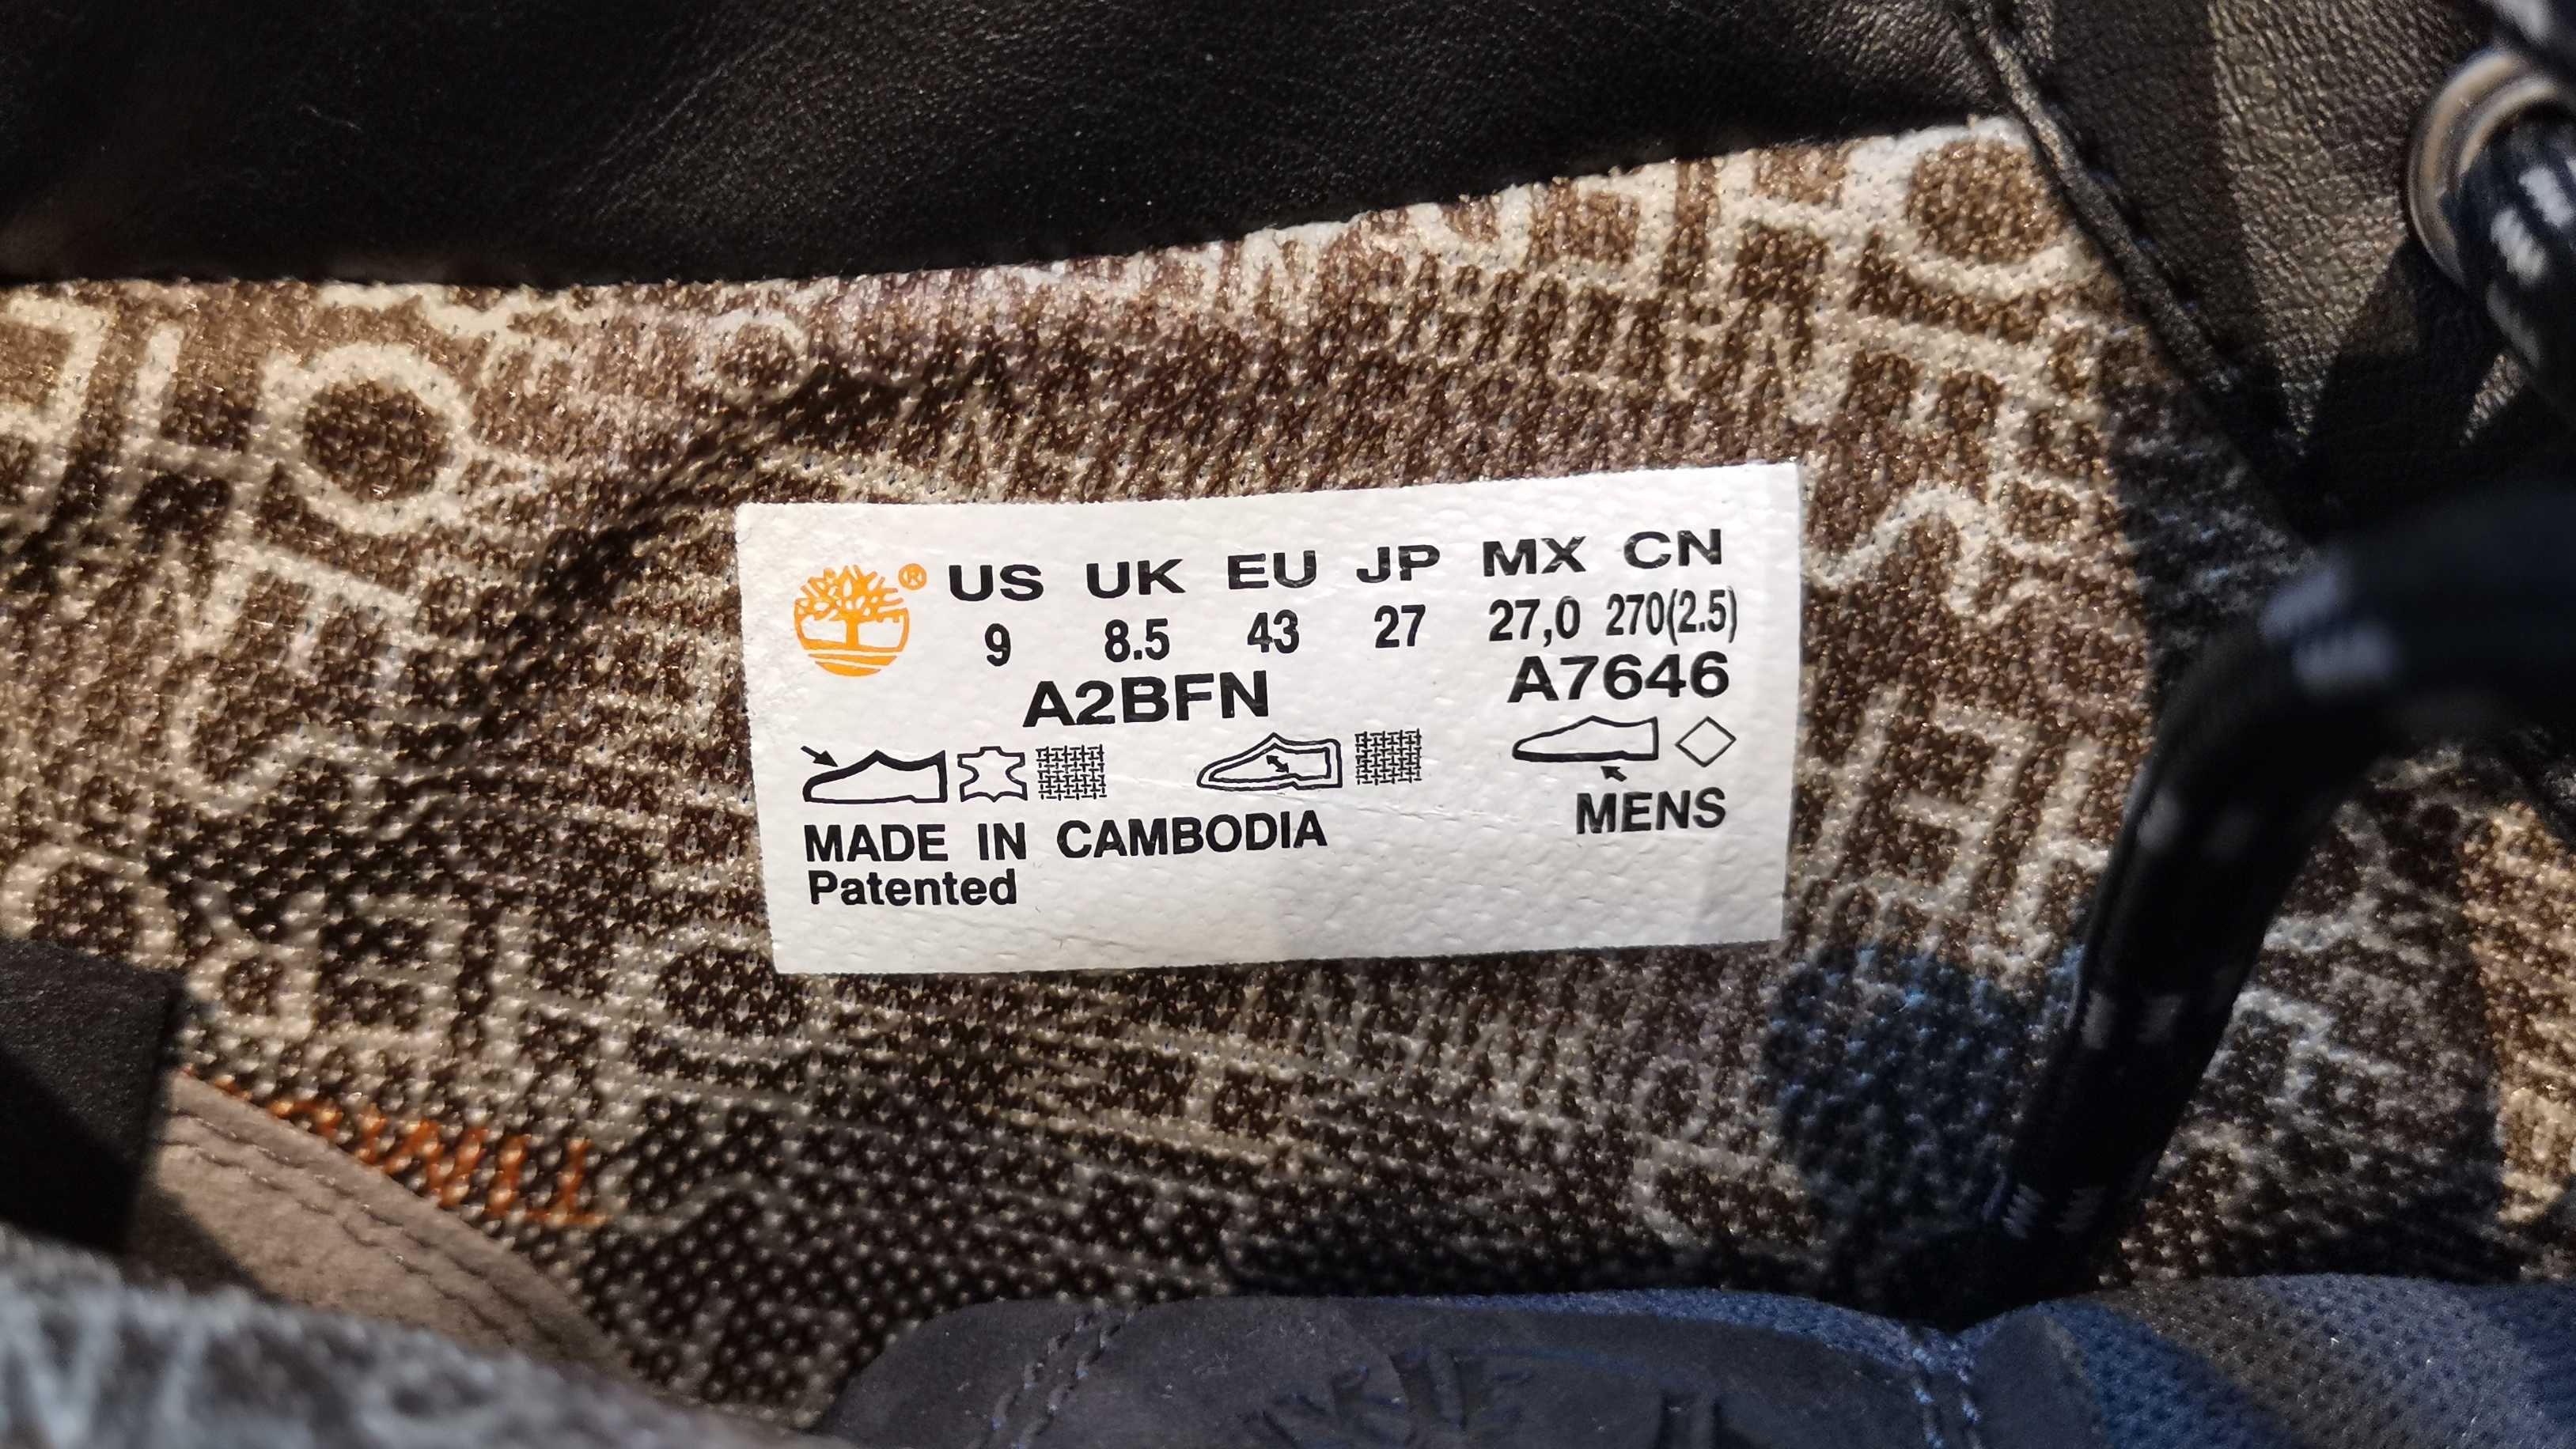 ® US UK EU JP MX CN
9 8.5 43 27 27,0 270(2.5)
A2BFN A7646
MADE IN CAMBODIA MENS
Patented